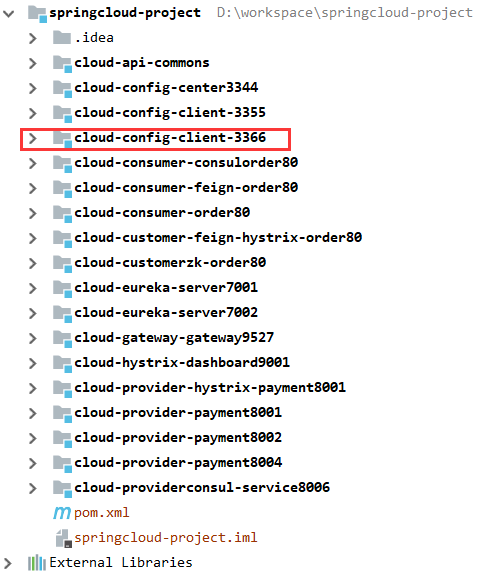 springcloud-project D:\workspace\springcloud-project
.idea
cloud-api-commons
cloud-config-center3344
cloud-config-client-3355
cloud-config-client-3366
cloud-consumer-consulorder80
cloud-consumer-feign-order80
cloud-consumer-order80
cloud-customer-feign-hystrix-order80
cloud-customerzk-order80
cloud-eureka-server7001
cloud-eureka-server7002
cloud-gateway-gateway9527
cloud-hystrix-dashboard9001
cloud-provider-hystrix-payment8001
cloud-provider-payment8001
cloud-provider-payment8002
cloud-provider-payment8004
cloud-providerconsul-service8006
m pom.xml
springcloud-project.iml
External Libraries